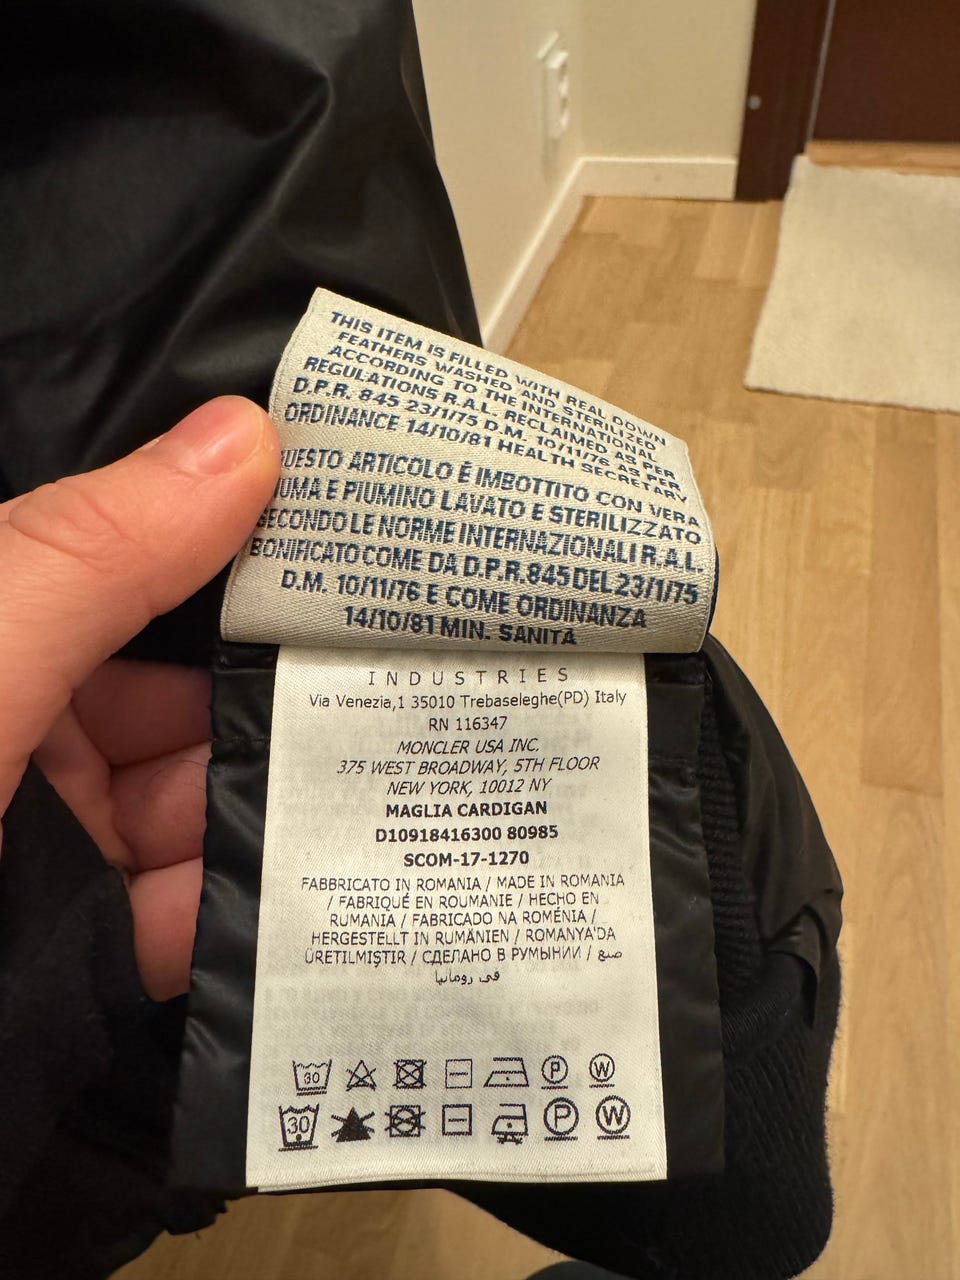 THIS ITEM IS FILLED WITH REAL DOWN
FEATHERS WASHED AND STERILIZED
ACCORDING TO THE INTERNATIONAL
REGULATIONS R.A.L. RECLAIMED AS PER
D.P.R. 845 23/1/75 D.M. 10/11/76 AS PER
ORDINANCE 14/10/81 HEALTH SECRETARY
UESTO ARTICOLO È IMBOTTITO CON VERA
IUMA E PIUMINO LAVATO E STERILIZZATO
SECONDO LE NORME INTERNAZIONALI R.A.L.
BONIFICATO COME DA D.P.R. 845 DEL 23/1/75
D.M. 10/11/76 E COME ORDINANZA
14/10/81 MIN. SANITÀ
INDUSTRIES
Via Venezia,1 35010 Trebaseleghe(PD) Italy
RN 116347
MONCLER USA INC.
375 WEST BROADWAY, 5TH FLOOR
NEW YORK, 10012 NY
MAGLIA CARDIGAN
D10918416300 80985
SCOM-17-1270
FABBRICATO IN ROMANIA / MADE IN ROMANIA
/ FABRIQUÉ EN ROUMANIE / HECHO EN
RUMANIA / FABRICADO NA ROMÉNIA /
HERGESTELLT IN RUMÄNIEN / ROMANYA'DA
ÜRETILMIŞTIR / СДЕЛАНО В РУМЫНИИ / صنع
في رومانيا
30 P W
30 P W